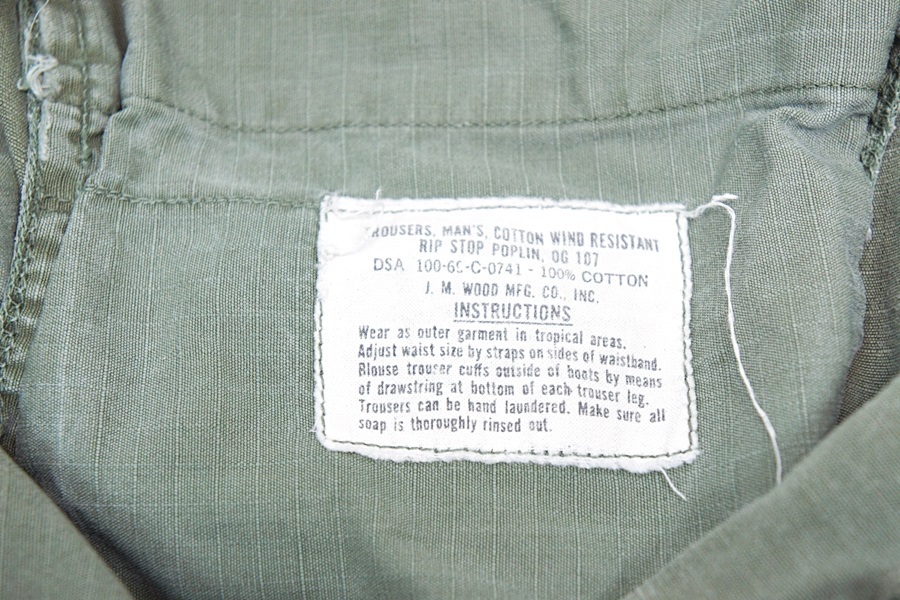 TROUSERS, MAN'S, COTTON WIND RESISTANT
RIP STOP POPLIN, OG 107
DSA 100-69-C-0741 - 100% COTTON
J. M. WOOD MFG. CO., INC.
INSTRUCTIONS
Wear as outer garment in tropical areas.
Adjust waist size by straps on sides of waistband.
Blouse trouser cuffs outside of boots by means
of drawstring at bottom of each trouser leg.
Trousers can be hand laundered. Make sure all
soap is thoroughly rinsed out.